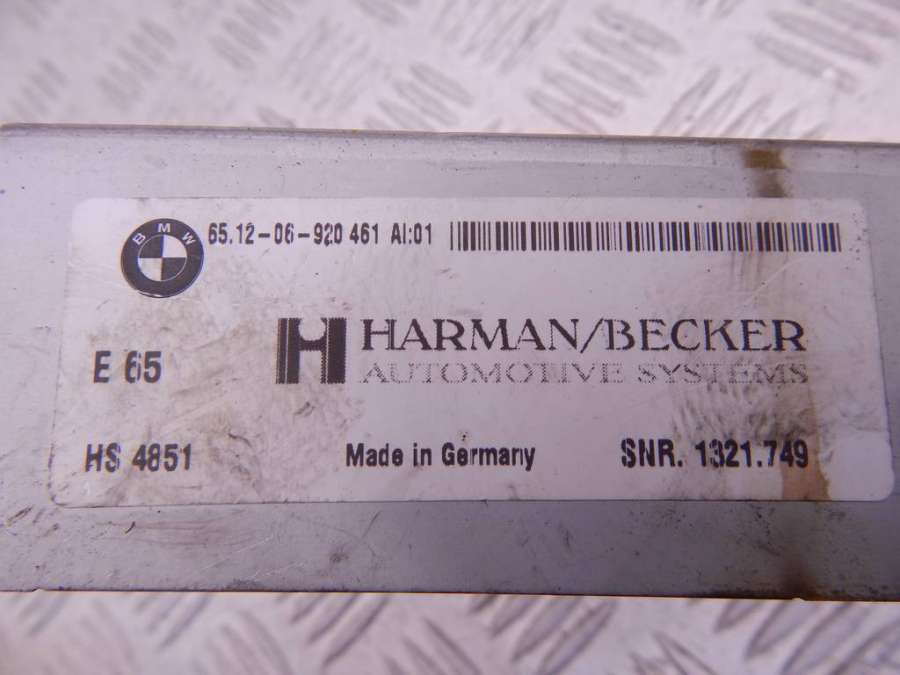 BMW
65.12-06-920 461 AI:01
HARMAN/BECKER
AUTOMOTIVE SYSTEMS
E 65
HS 4851
Made in Germany
SNR. 1321.749